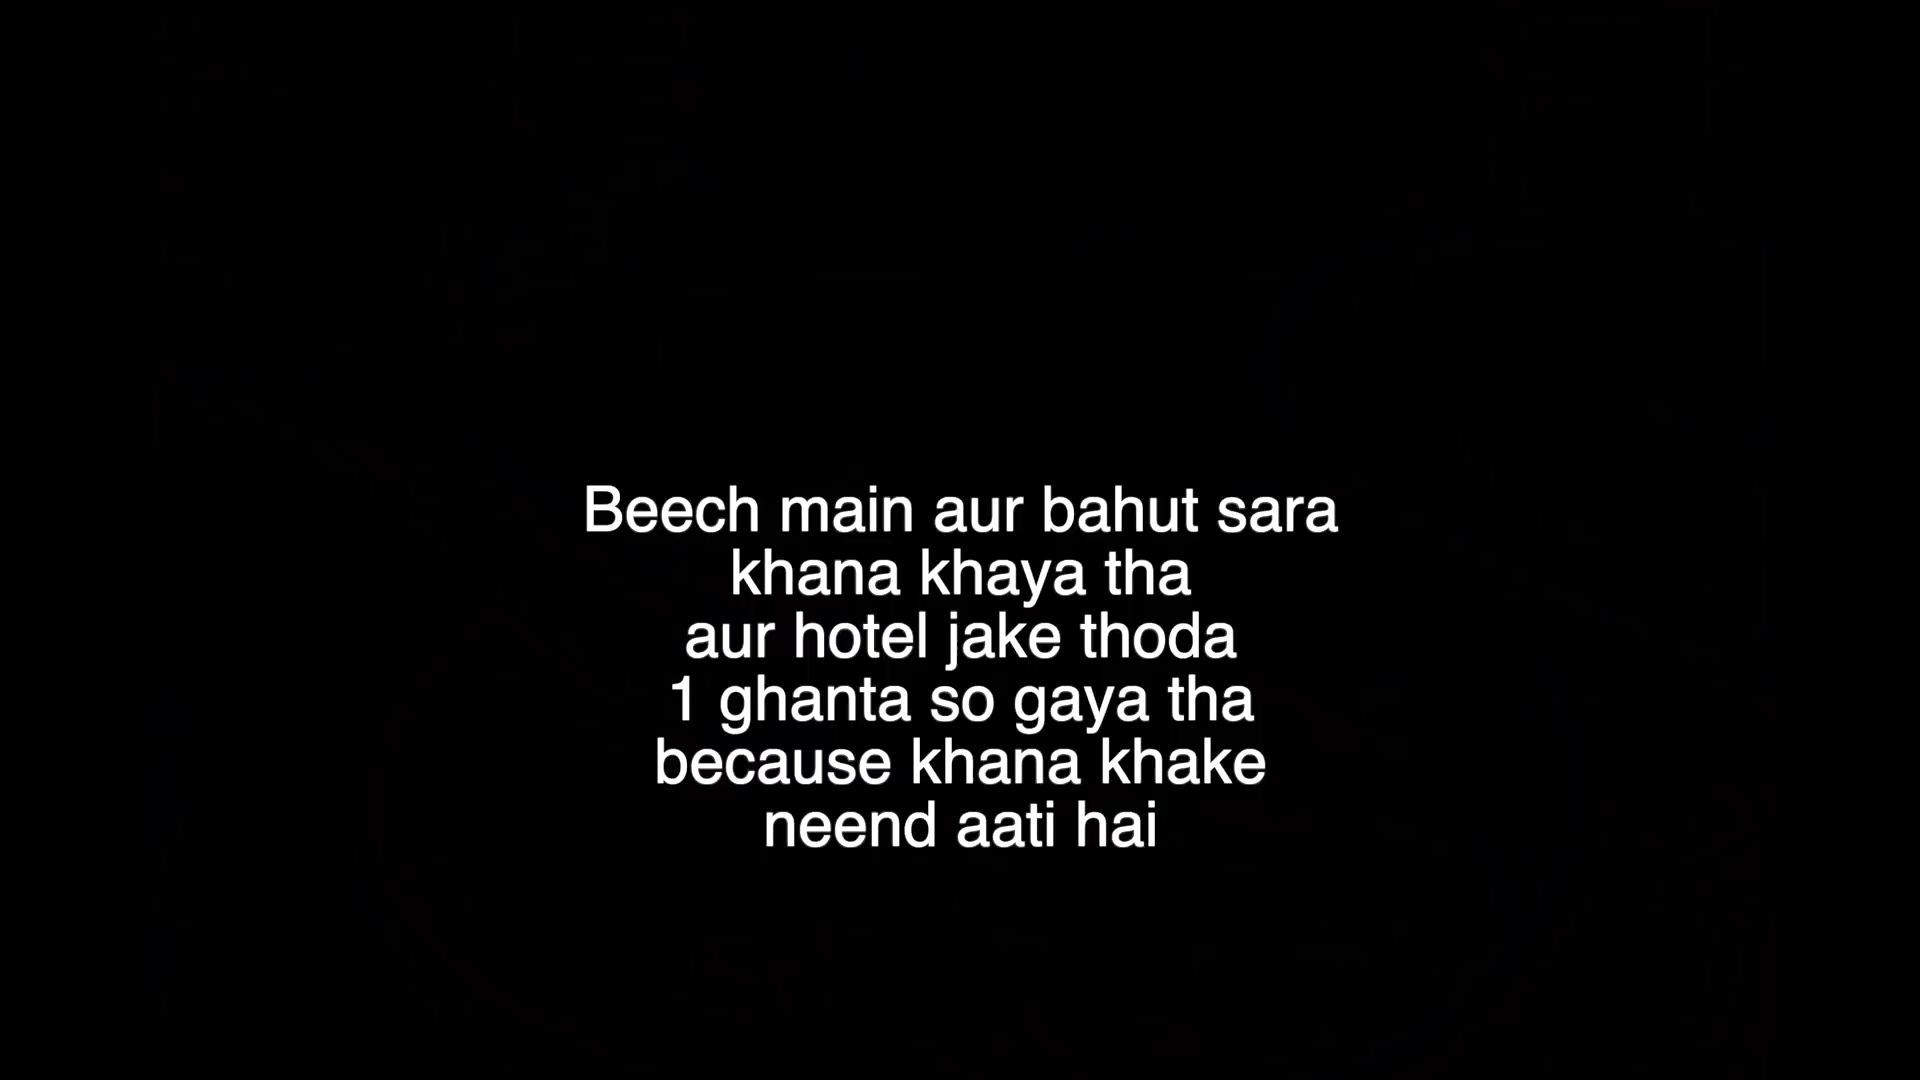 Beech main aur bahut sara
khana khaya tha
aur hotel jake thoda
1 ghanta so gaya tha
because khana khake
neend aati hai